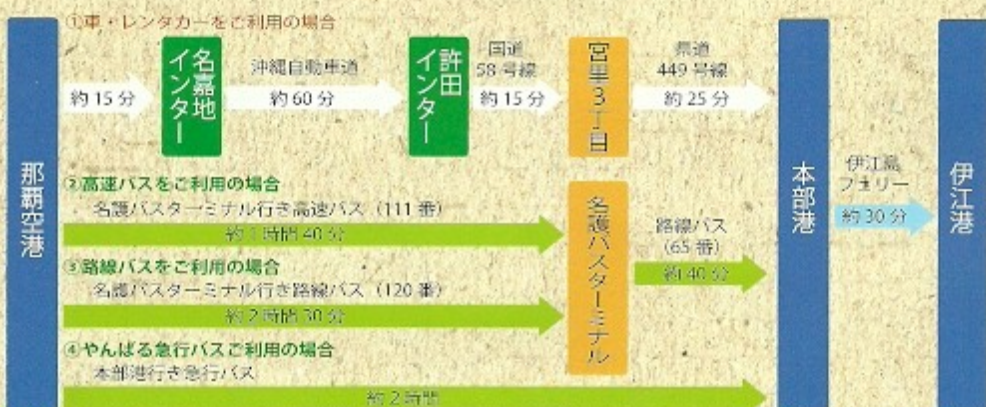 ①車・レンタカーをご利用の場合
那覇空港
約15分
名嘉地インター
沖縄自動車道
約60分
許田インター
国道
58号線
約15分
宮里3丁目
県道
449号線
約25分
②高速バスをご利用の場合
名護バスターミナル行き高速バス（111番）
約1時間40分
③路線バスをご利用の場合
名護バスターミナル行き路線バス（120番）
約2時間30分
名護バスターミナル
路線バス
（65番）
約40分
④やんばる急行バスご利用の場合
本部港行き急行バス
約2時間
本部港
伊江島
フェリー
約30分
伊江港